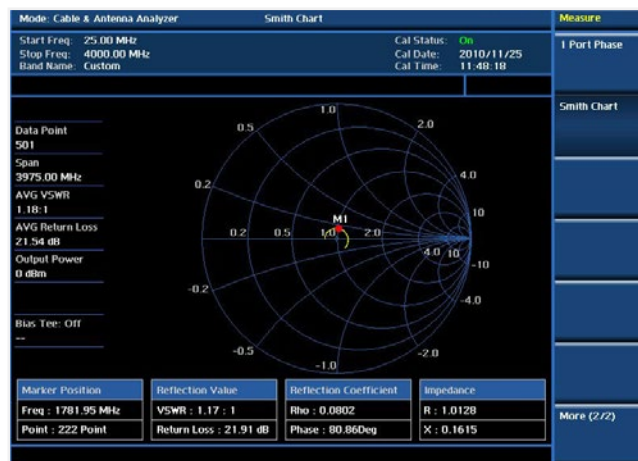 Mode: Cable & Antenna Analyzer Smith Chart Measure
Start Freq: 25.00 MHz Cal Status: On
Stop Freq: 4000.00 MHz Cal Date: 2010/11/25
Band Name: Custom Cal Time: 11:48:18
1 Port Phase
Smith Chart
Data Point
501
Span
3975.00 MHz
AVG VSWR
1.18:1
AVG Return Loss
21.54 dB
Output Power
0 dBm
Bias Tee: Off
--
1.0
0.5 2.0
0.2 4.0
10
M1
0.2 0.5 1.0 2.0
4.0 10
-10
-0.2 -4.0
-0.5 -2.0
-1.0
Marker Position Reflection Value Reflection Coefficient Impedance
Freq : 1781.95 MHz VSWR : 1.17 : 1 Rho : 0.0802 R : 1.0128
Point : 222 Point Return Loss : 21.91 dB Phase : 80.86Deg X : 0.1615
More (2/2)